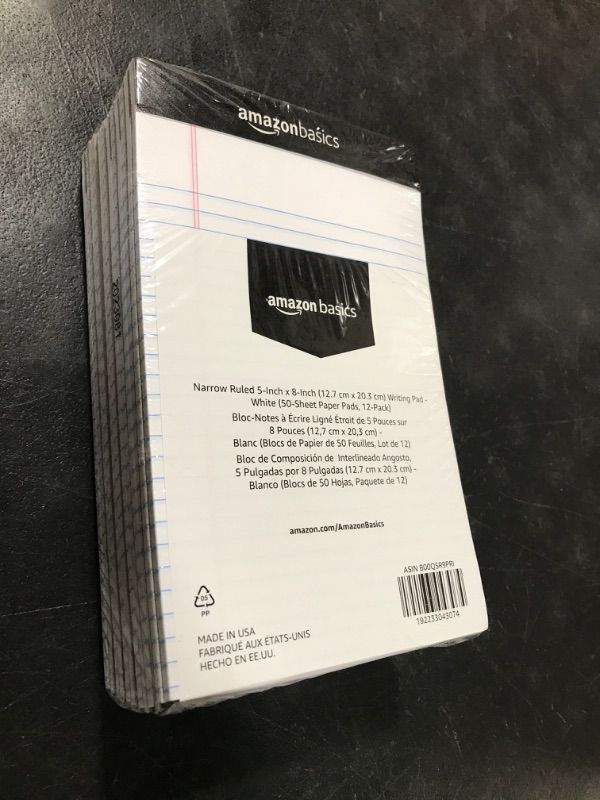 amazonbasics
amazonbasics
Narrow Ruled 5-Inch x 8-Inch (12.7 cm x 20.3 cm) Writing Pad -
White (50-Sheet Paper Pads, 12-Pack)
Bloc-Notes à Écrire Ligné Étroit de 5 Pouces sur
8 Pouces (12,7 cm x 20,3 cm) -
Blanc (Blocs de Papier de 50 Feuilles, Lot de 12)
Bloc de Composición de Interlineado Angosto,
5 Pulgadas por 8 Pulgadas (12.7 cm x 20.3 cm) -
Blanco (Blocs de 50 Hojas, Paquete de 12)
amazon.com/AmazonBasics
ASIN B00QSR9PRI
192233045074
05
PP
MADE IN USA
FABRIQUÉ AUX ÉTATS-UNIS
HECHO EN EE.UU.